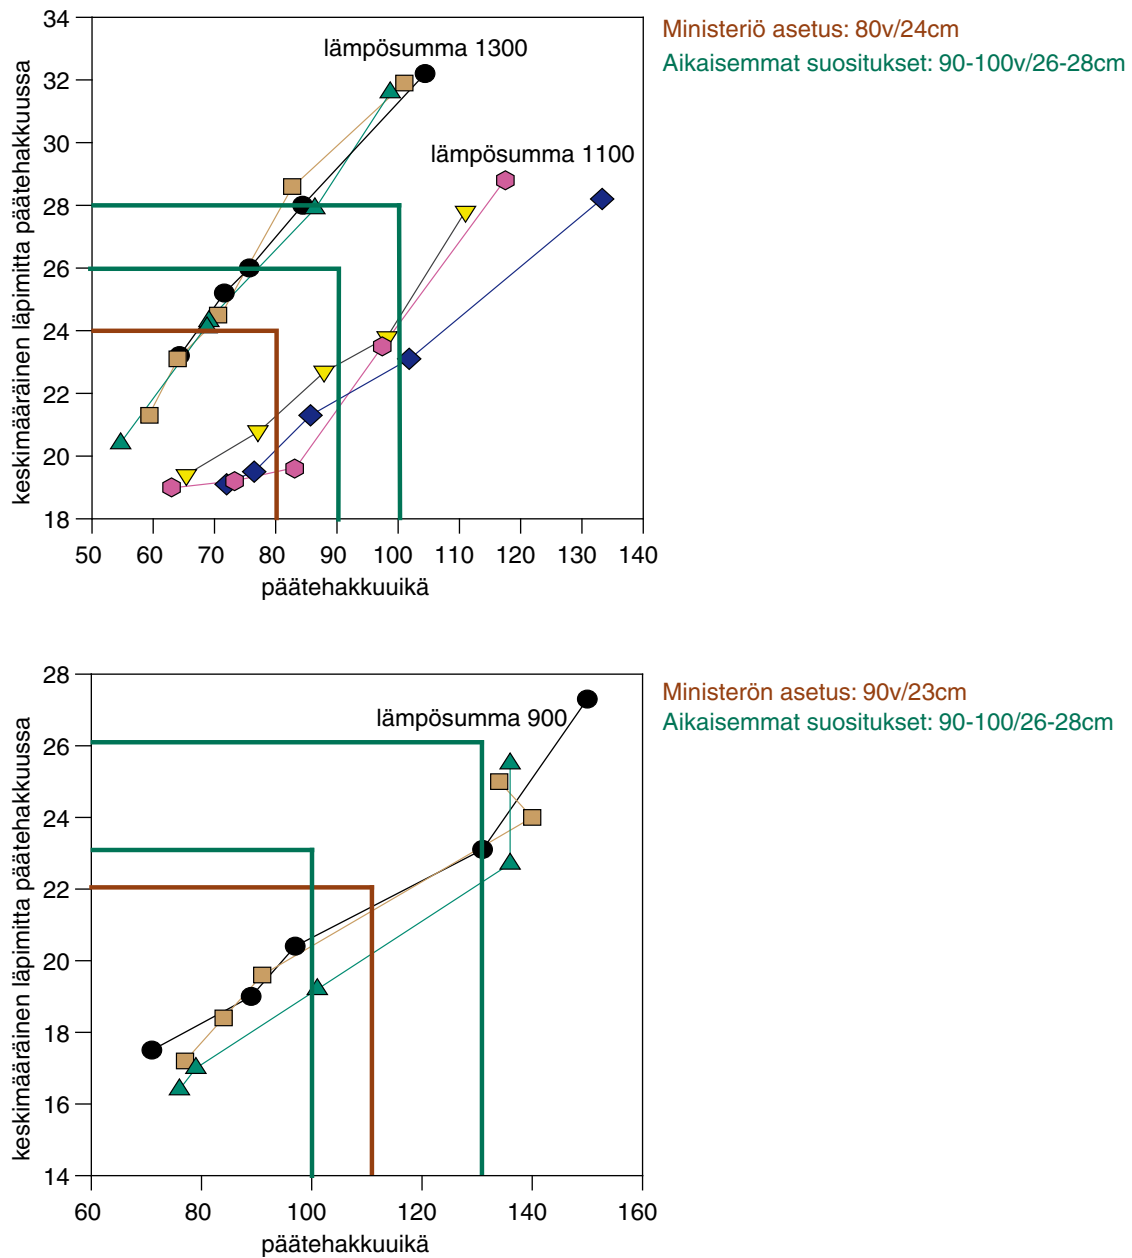 Ministeriö asetus: 80v/24cm
Aikaisemmat suositukset: 90-100v/26-28cm
lämpösumma 1300
lämpösumma 1100
keskimääräinen läpimitta päätehakkuussa
34
32
30
28
26
24
22
20
18
50 60 70 80 90 100 110 120 130 140
päätehakkuuikä
Ministerön asetus: 90v/23cm
Aikaisemmat suositukset: 90-100/26-28cm
lämpösumma 900
keskimääräinen läpimitta päätehakkuussa
28
26
24
22
20
18
16
14
60 80 100 120 140 160
päätehakkuuikä